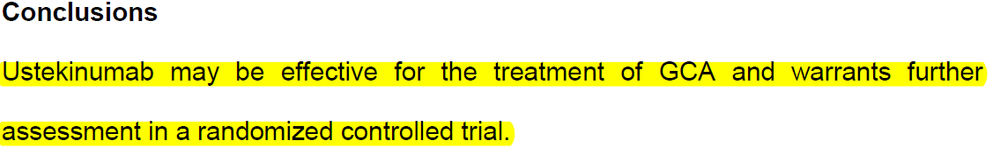 Conclusions
Ustekinumab may be effective for the treatment of GCA and warrants further
assessment in a randomized controlled trial.